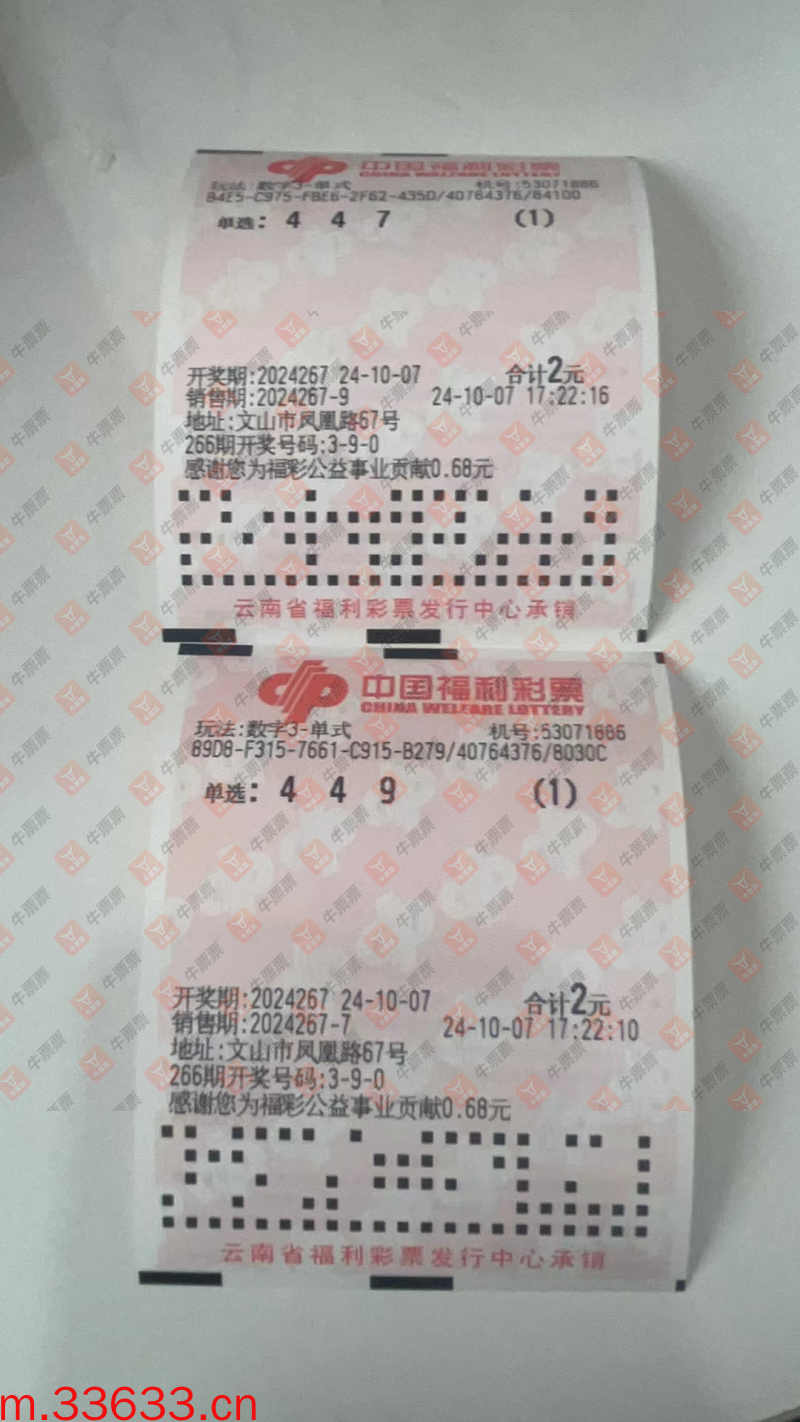 中国福利彩票
CHINA WELFARE LOTTERY
玩法:数字3-单式 机号:53071886
B4E5-C975-FBE6-2F62-435D/40764376/84100
单选: 4 4 7 (1)
开奖期:2024267 24-10-07 合计2元
销售期:2024267-9 24-10-07 17:22:16
地址:文山市凤凰路67号
266期开奖号码:3-9-0
感谢您为福彩公益事业贡献0.68元
云南省福利彩票发行中心承销
中国福利彩票
CHINA WELFARE LOTTERY
玩法:数字3-单式 机号:53071886
89D8-F315-7661-C915-B279/40764376/8030C
单选: 4 4 9 (1)
开奖期:2024267 24-10-07 合计2元
销售期:2024267-7 24-10-07 17:22:10
地址:文山市凤凰路67号
266期开奖号码:3-9-0
感谢您为福彩公益事业贡献0.68元
云南省福利彩票发行中心承销
牛票票
m.33633.cn